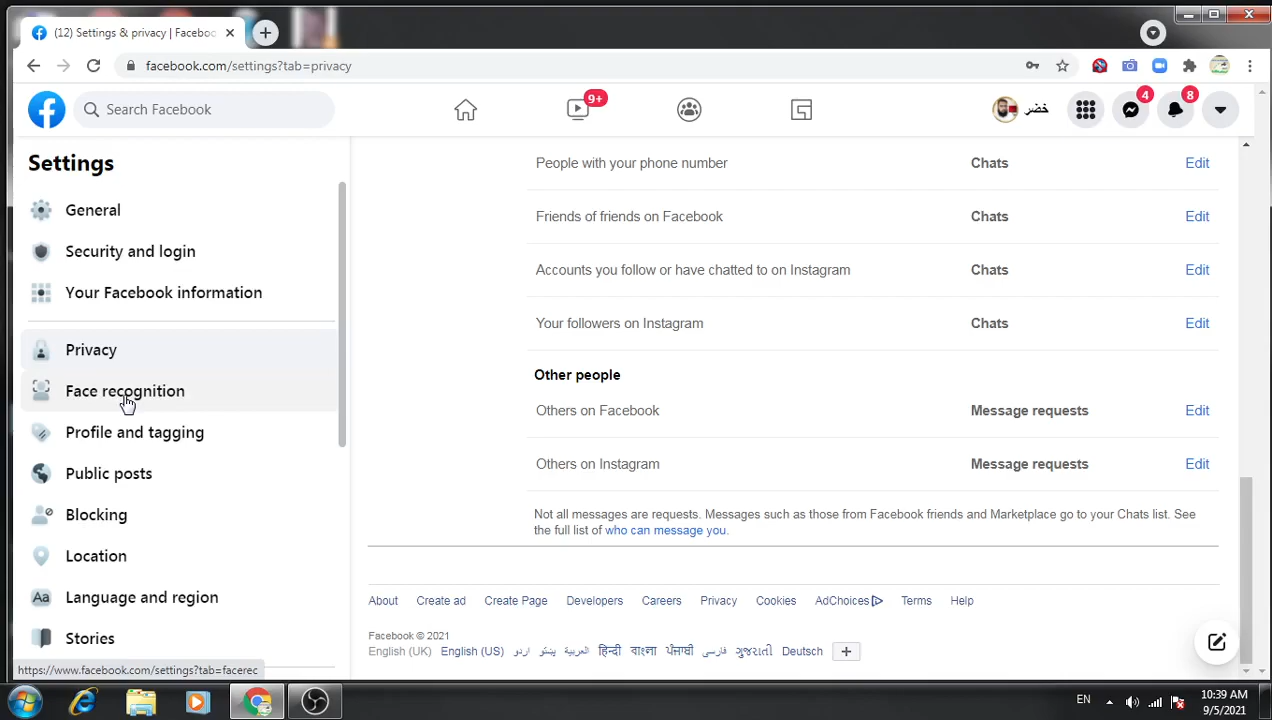 (12) Settings & privacy | Faceboo
facebook.com/settings?tab=privacy
Search Facebook
9+
خضر
4
8
Settings
General
Security and login
Your Facebook information
Privacy
Face recognition
Profile and tagging
Public posts
Blocking
Location
Aa Language and region
Stories
https://www.facebook.com/settings?tab=facerec
People with your phone number Chats Edit
Friends of friends on Facebook Chats Edit
Accounts you follow or have chatted to on Instagram Chats Edit
Your followers on Instagram Chats Edit
Other people
Others on Facebook Message requests Edit
Others on Instagram Message requests Edit
Not all messages are requests. Messages such as those from Facebook friends and Marketplace go to your Chats list. See
the full list of who can message you.
About Create ad Create Page Developers Careers Privacy Cookies AdChoices Terms Help
Facebook © 2021
English (UK) English (US) اردو پښتو العربية हिन्दी বাংলা ਪੰਜਾਬੀ فارسی ગુજરાતી Deutsch
EN
10:39 AM
9/5/2021